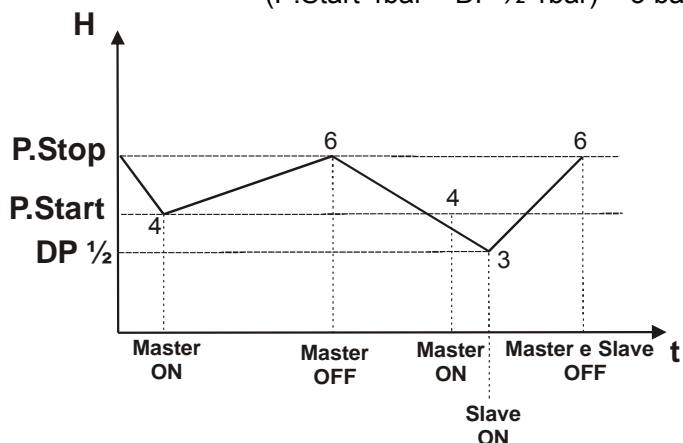 H
P.Stop
6
6
P.Start
4
4
DP ½
3
Master
ON
Master
OFF
Master
ON
Master e Slave
OFF
t
Slave
ON